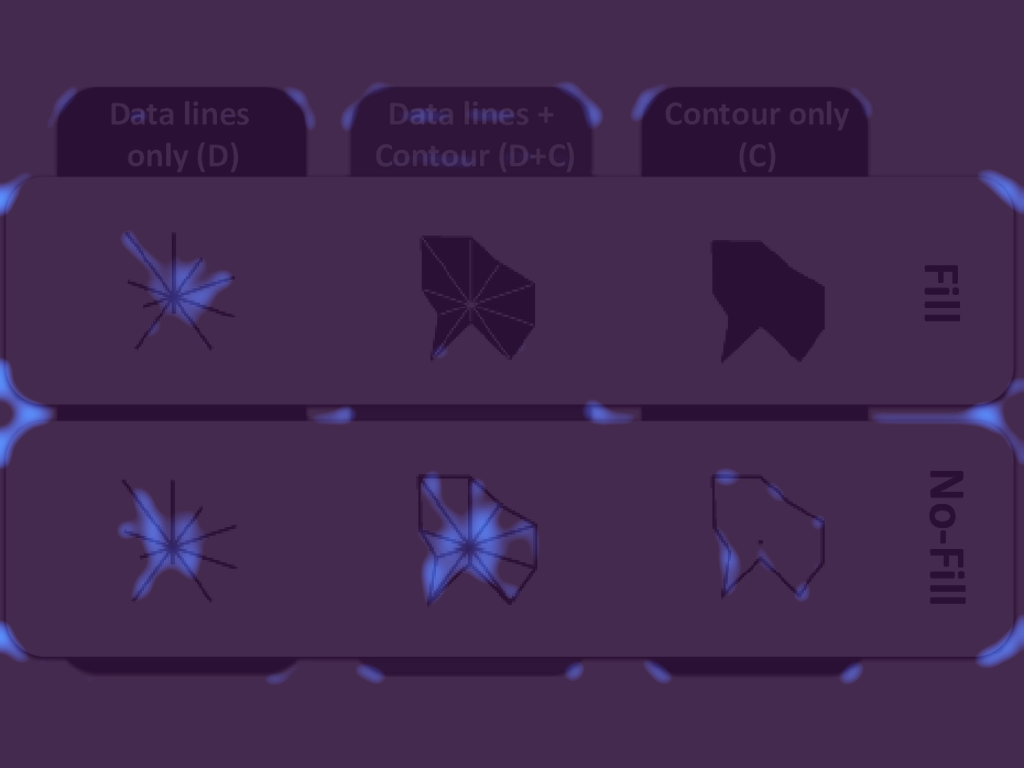 Data lines
only (D)
Data lines +
Contour (D+C)
Contour only
(C)
Fill
No-Fill